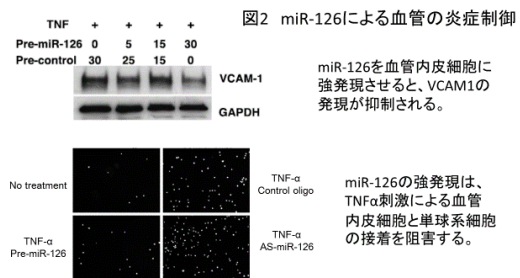 図2 miR-126による血管の炎症制御
TNF + + + +
Pre-miR-126 0 5 15 30
Pre-control 30 25 15 0
VCAM-1
GAPDH
miR-126を血管内皮細胞に
強発現させると、VCAM1の
発現が抑制される。
No treatment
TNF-α
Control oligo
TNF-α
Pre-miR-126
TNF-α
AS-miR-126
miR-126の強発現は、
TNFα刺激による血管
内皮細胞と単球系細胞
の接着を阻害する。